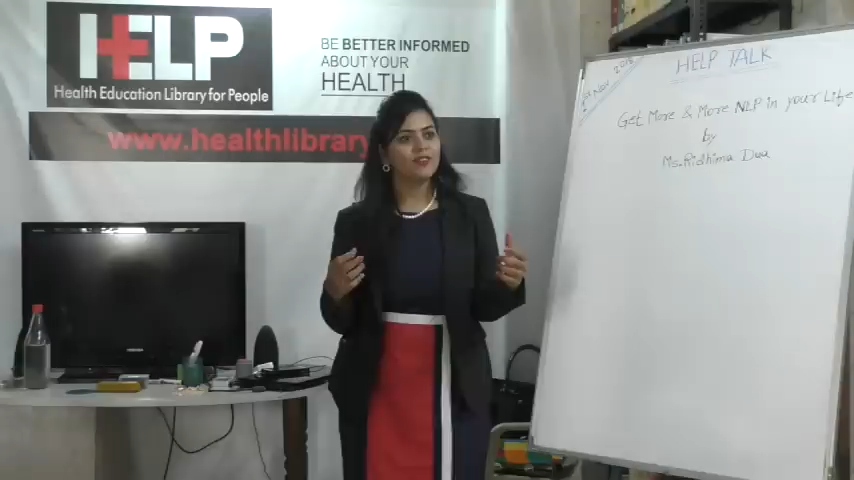 HELP
Health Education Library for People
BE BETTER INFORMED
ABOUT YOUR
HEALTH
www.healthlibrary
HELP TALK
Get More & More NLP in your Life
by
Ms. Ridhima Dua
TOSHIBA